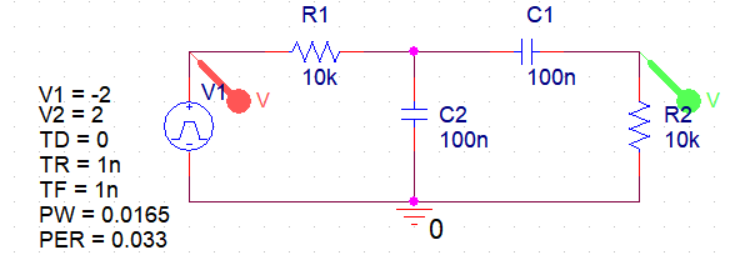 R1
10k
C1
100n
V1
V
V
V1 = -2
V2 = 2
TD = 0
TR = 1n
TF = 1n
PW = 0.0165
PER = 0.033
C2
100n
R2
10k
0